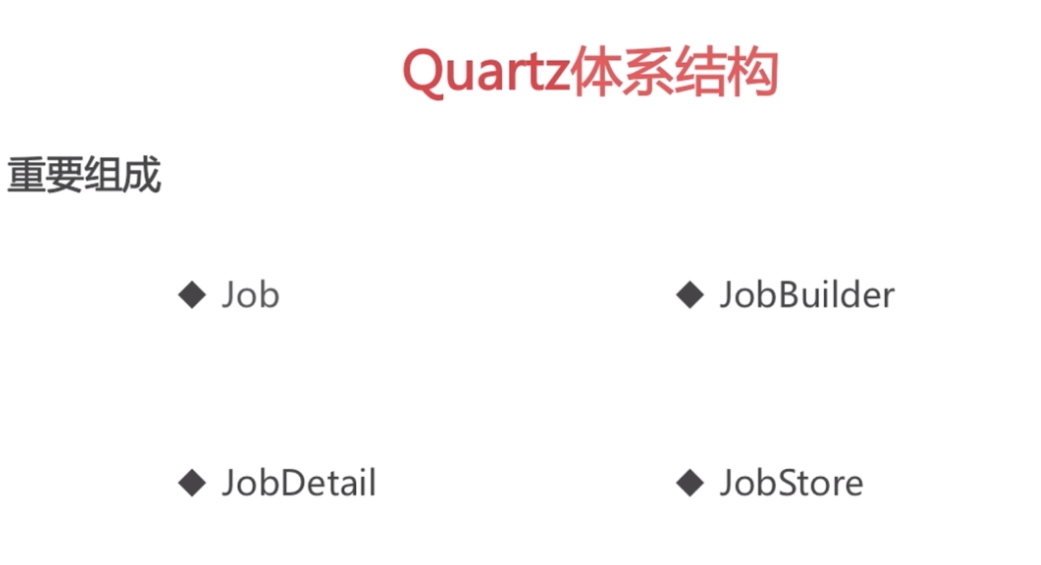 Quartz体系结构
重要组成
◆ Job
◆ JobBuilder
◆ JobDetail
◆ JobStore